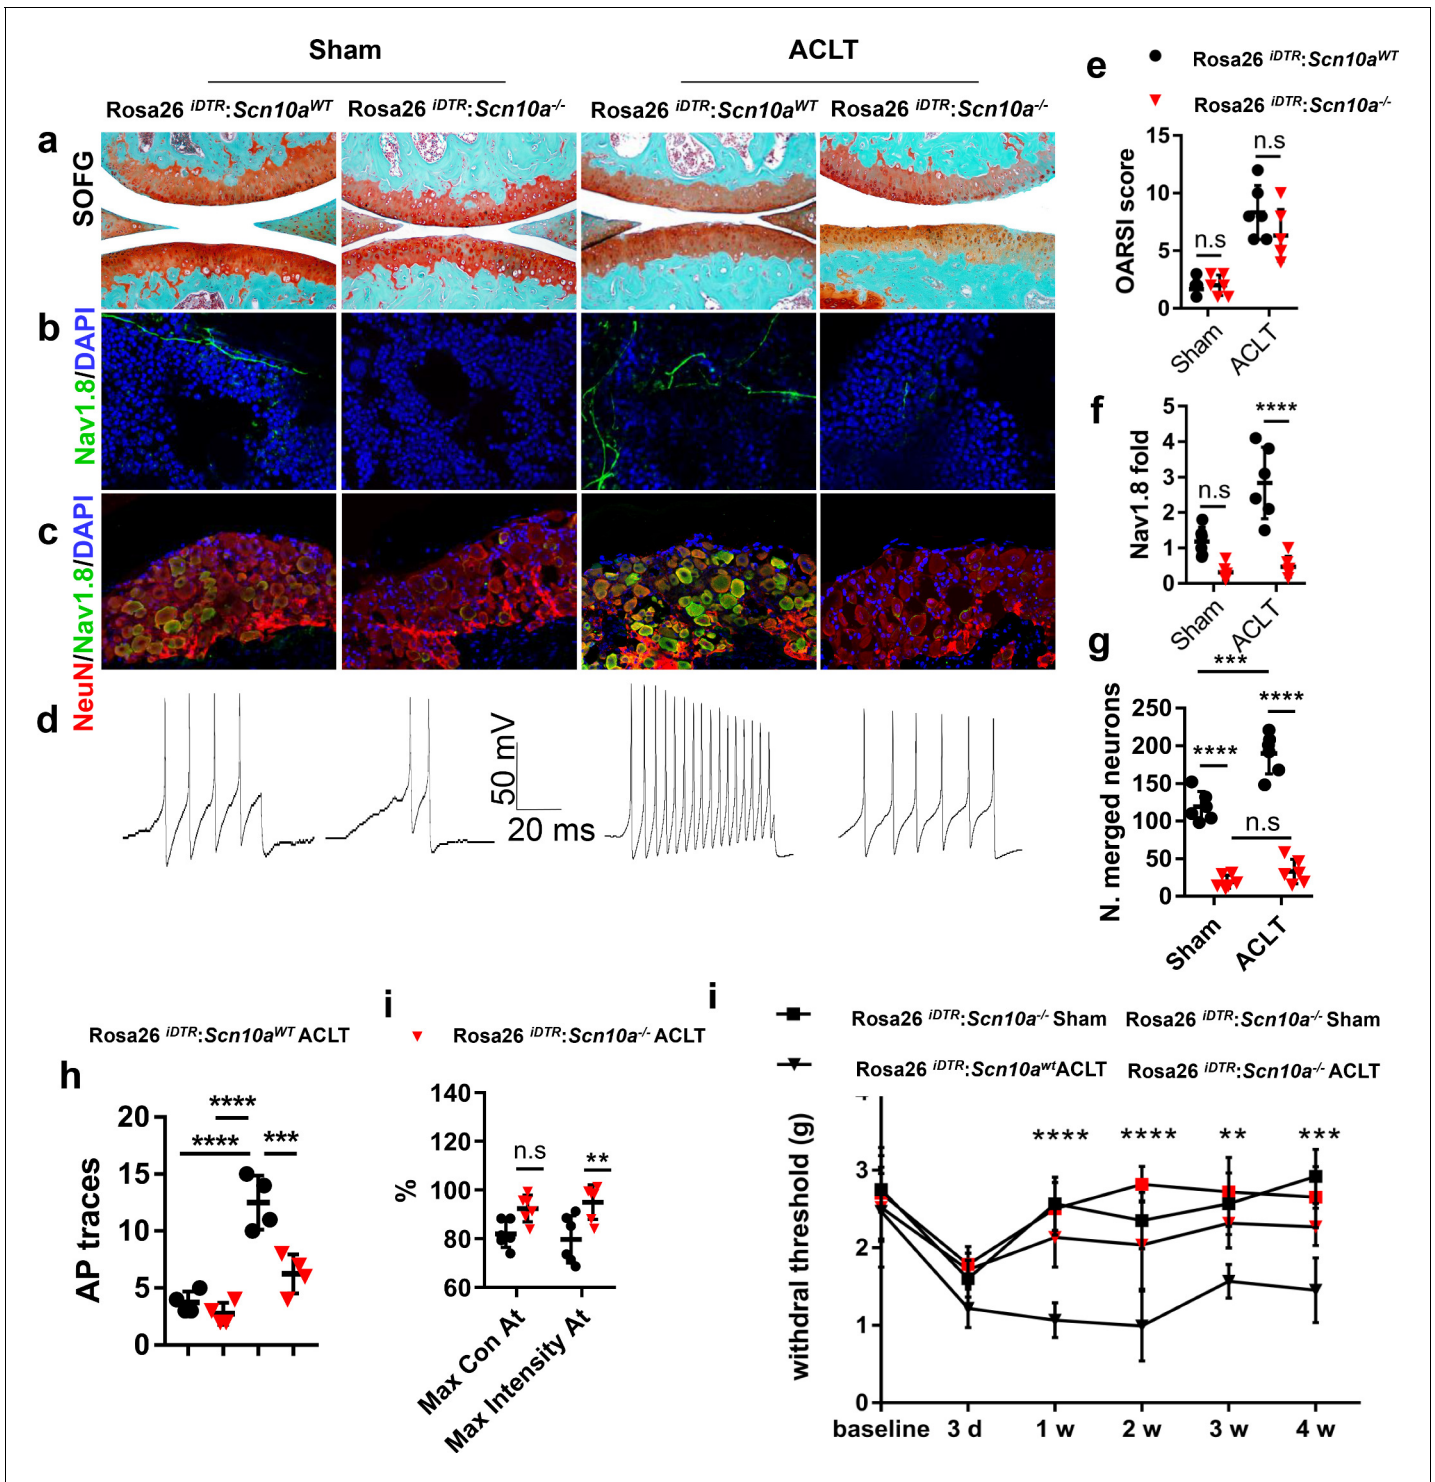 Sham
ACLT
Rosa26 iDTR:Scn10aWT
Rosa26 iDTR:Scn10a-/-
Rosa26 iDTR:Scn10aWT
Rosa26 iDTR:Scn10a-/-
a
SOFG
b
Nav1.8/DAPI
c
NeuN/Nav1.8/DAPI
d
50 mV
20 ms
e
Rosa26 iDTR:Scn10aWT
Rosa26 iDTR:Scn10a-/-
OARSI score
15
10
5
0
n.s
n.s
Sham
ACLT
f
Nav1.8 fold
5
4
3
2
1
0
n.s
****
Sham
ACLT
g
N. merged neurons
250
200
150
100
50
0
***
****
****
n.s
Sham
ACLT
Rosa26 iDTR:Scn10aWT ACLT
h
AP traces
20
15
10
5
0
****
****
***
i
Rosa26 iDTR:Scn10a-/- ACLT
%
140
120
100
80
60
n.s
**
Max Con At
Max Intensity At
i
Rosa26 iDTR:Scn10a-/- Sham
Rosa26 iDTR:Scn10a-/- Sham
Rosa26 iDTR:Scn10awtACLT
Rosa26 iDTR:Scn10a-/- ACLT
withdral threshold (g)
3
2
1
0
****
****
**
***
baseline
3 d
1 w
2 w
3 w
4 w